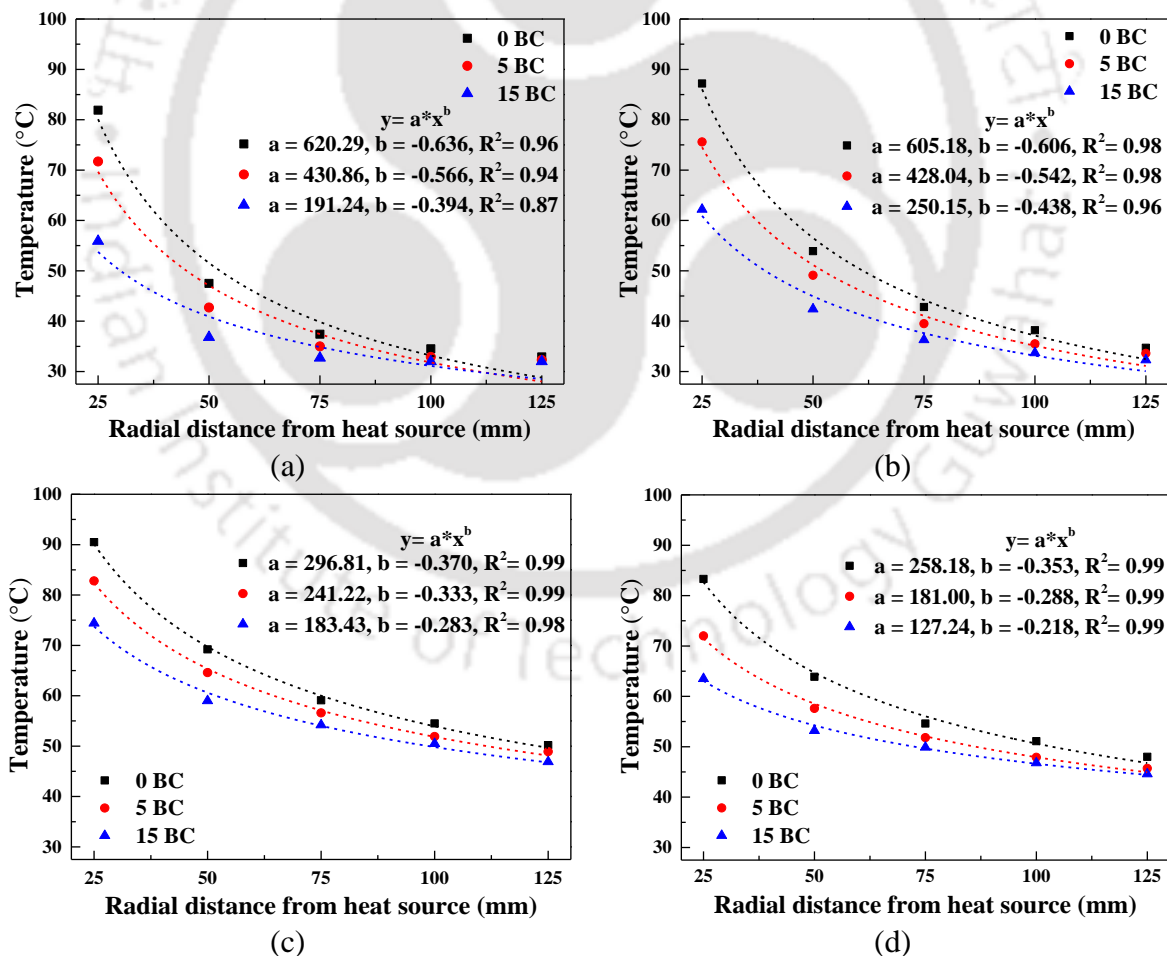 100
90
80
70
60
50
40
30
Temperature (°C)
0 BC
5 BC
15 BC
y= a*x^b
a = 620.29, b = -0.636, R²= 0.96
a = 430.86, b = -0.566, R²= 0.94
a = 191.24, b = -0.394, R²= 0.87
25 50 75 100 125
Radial distance from heat source (mm)
(a)
100
90
80
70
60
50
40
30
Temperature (°C)
0 BC
5 BC
15 BC
y= a*x^b
a = 605.18, b = -0.606, R²= 0.98
a = 428.04, b = -0.542, R²= 0.98
a = 250.15, b = -0.438, R²= 0.96
25 50 75 100 125
Radial distance from heat source (mm)
(b)
100
90
80
70
60
50
40
30
Temperature (°C)
y= a*x^b
a = 296.81, b = -0.370, R²= 0.99
a = 241.22, b = -0.333, R²= 0.99
a = 183.43, b = -0.283, R²= 0.98
0 BC
5 BC
15 BC
25 50 75 100 125
Radial distance from heat source (mm)
(c)
100
90
80
70
60
50
40
30
Temperature (°C)
y= a*x^b
a = 258.18, b = -0.353, R²= 0.99
a = 181.00, b = -0.288, R²= 0.99
a = 127.24, b = -0.218, R²= 0.99
0 BC
5 BC
15 BC
25 50 75 100 125
Radial distance from heat source (mm)
(d)
Indian Institute of Technology Guwahati